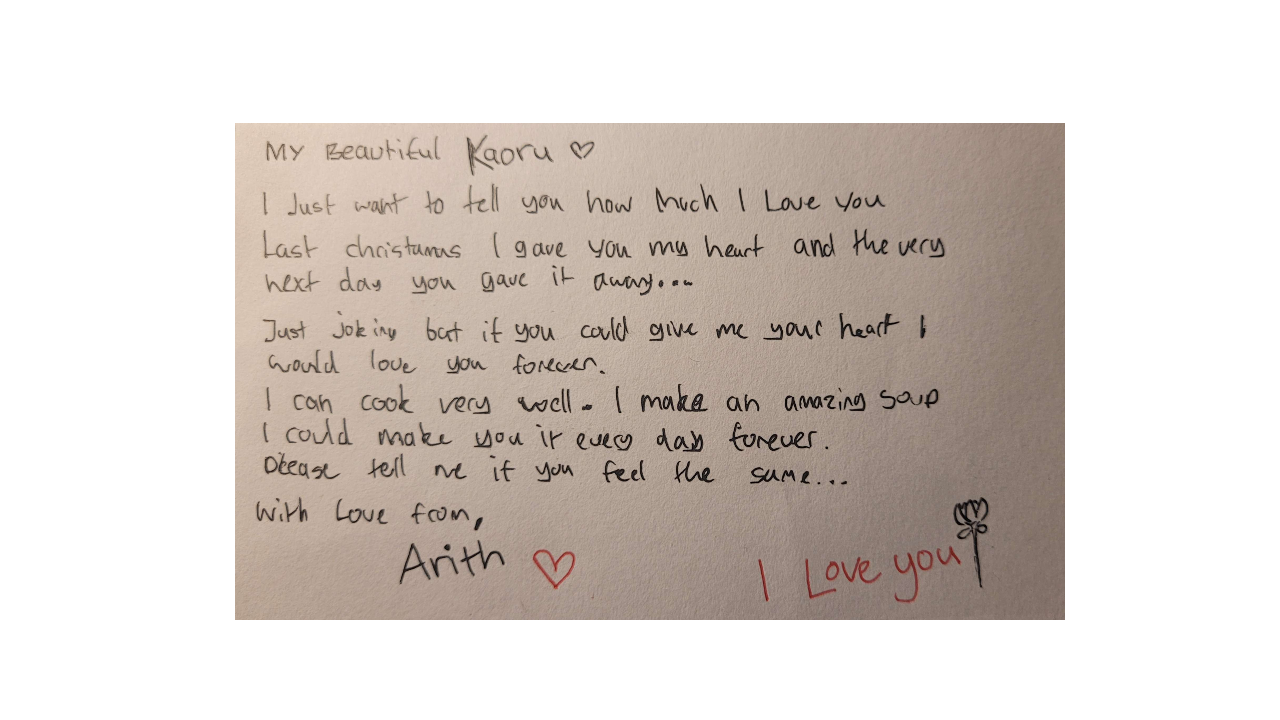 My Beautiful Kaoru ♡
I Just want to tell you how Much I Love You
Last christamas I gave you my heart and the very
next day you gave it away...
Just joking but if you could give me your heart I
would love you forever.
I can cook very well. I make an amazing soup
I could make you it every day forever.
Please tell me if you feel the same...
With Love from,
Arith ♡
I Love you